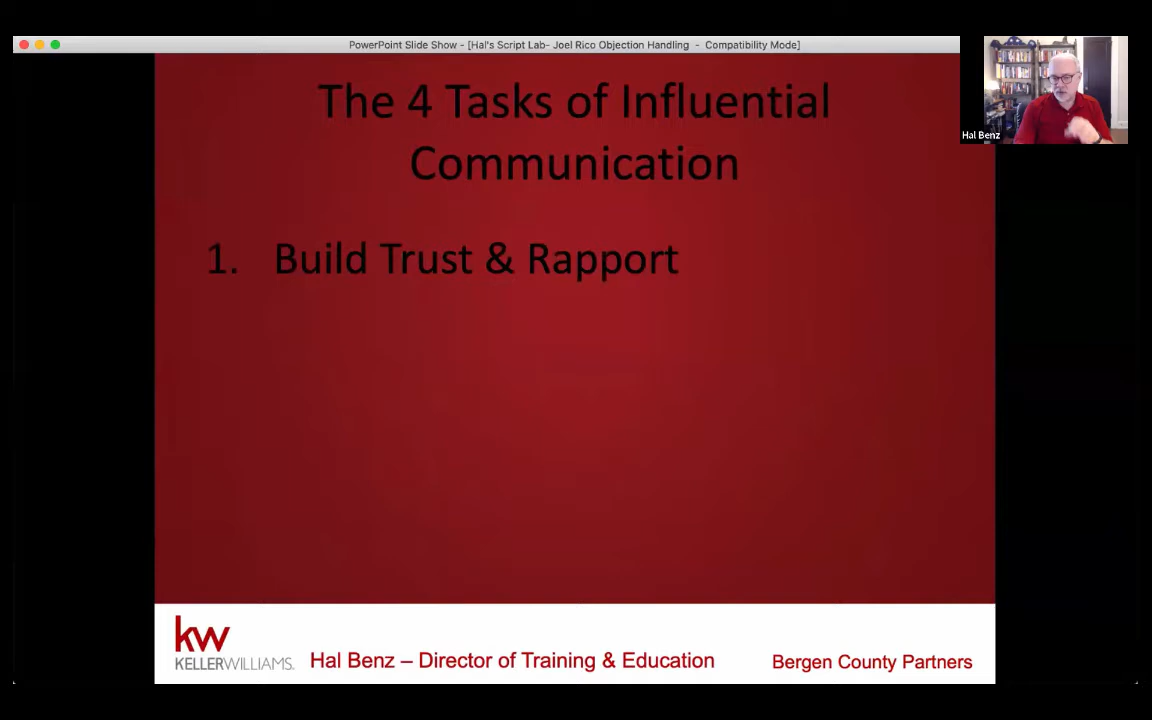 PowerPoint Slide Show - [Hal's Script Lab- Joel Rico Objection Handling - Compatibility Mode]
The 4 Tasks of Influential
Communication
1. Build Trust & Rapport
Hal Benz
kw
KELLERWILLIAMS.
Hal Benz – Director of Training & Education
Bergen County Partners